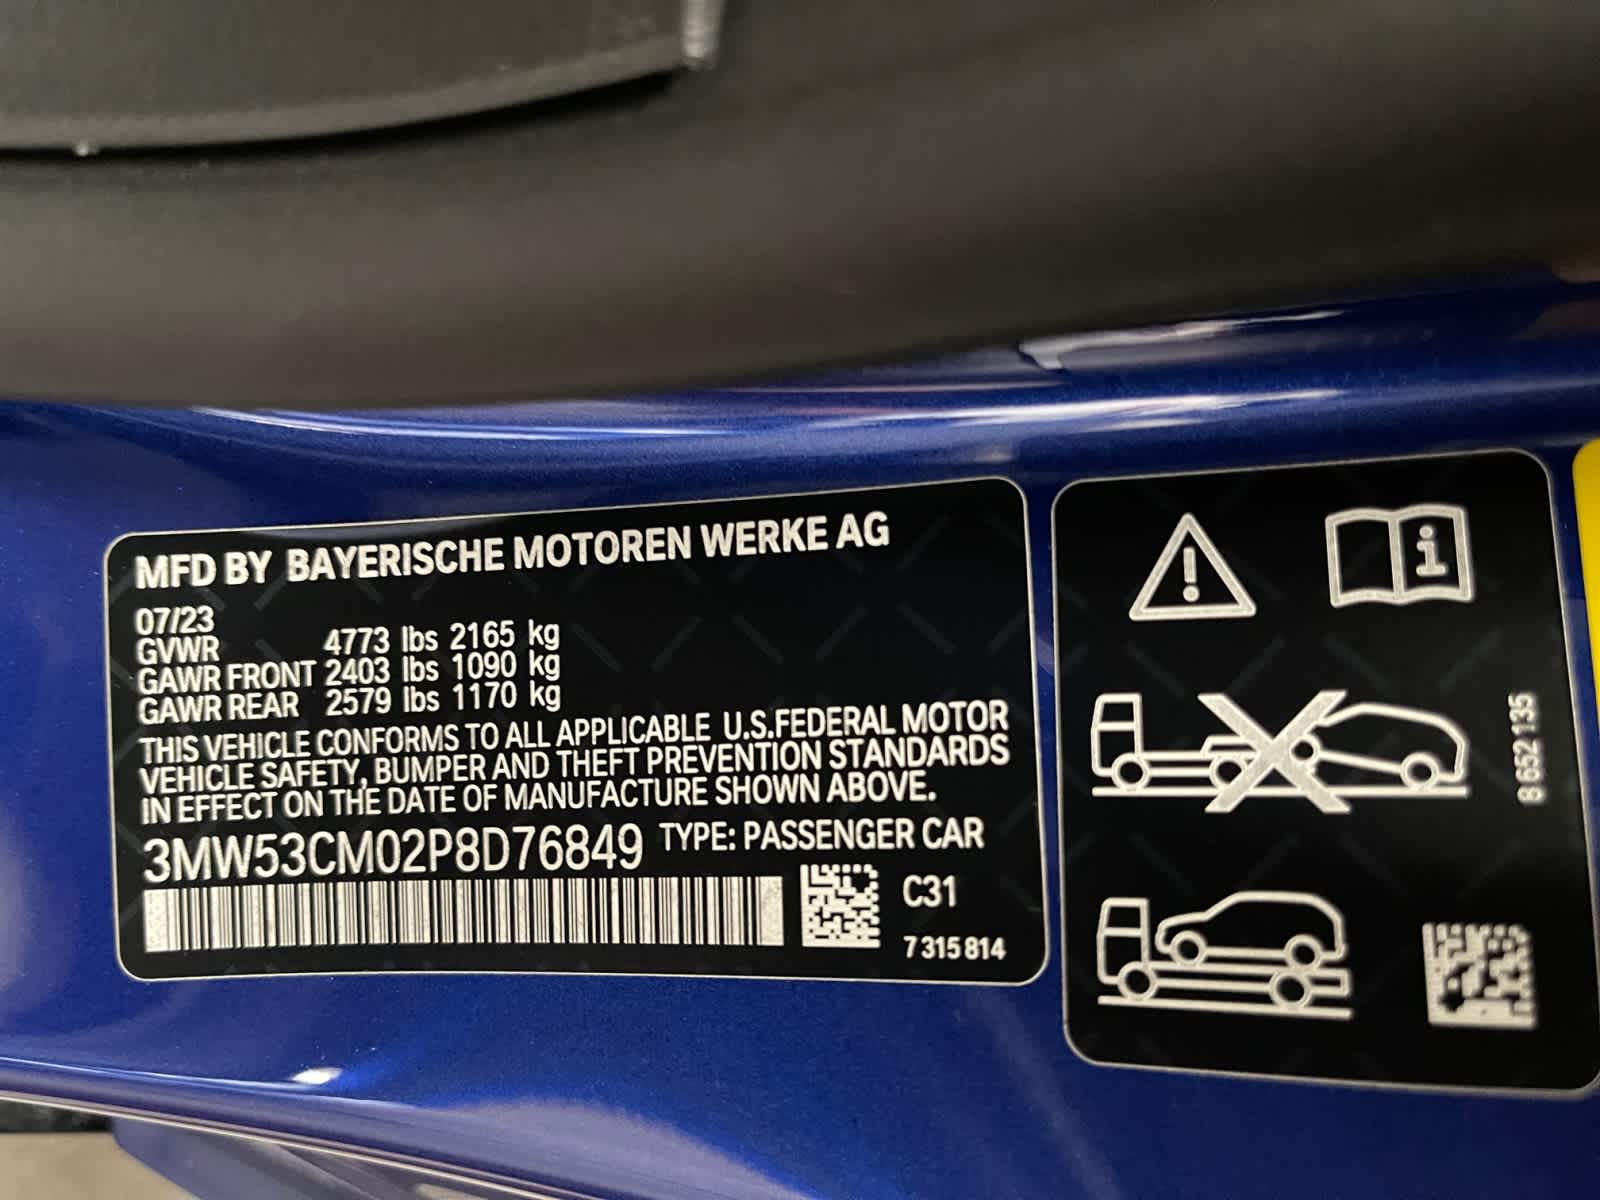 MFD BY BAYERISCHE MOTOREN WERKE AG
07/23
GVWR 4773 lbs 2165 kg
GAWR FRONT 2403 lbs 1090 kg
GAWR REAR 2579 lbs 1170 kg
THIS VEHICLE CONFORMS TO ALL APPLICABLE U.S.FEDERAL MOTOR
VEHICLE SAFETY, BUMPER AND THEFT PREVENTION STANDARDS
IN EFFECT ON THE DATE OF MANUFACTURE SHOWN ABOVE.
3MW53CM02P8D76849 TYPE: PASSENGER CAR
C31
7 315 814
8 652 135